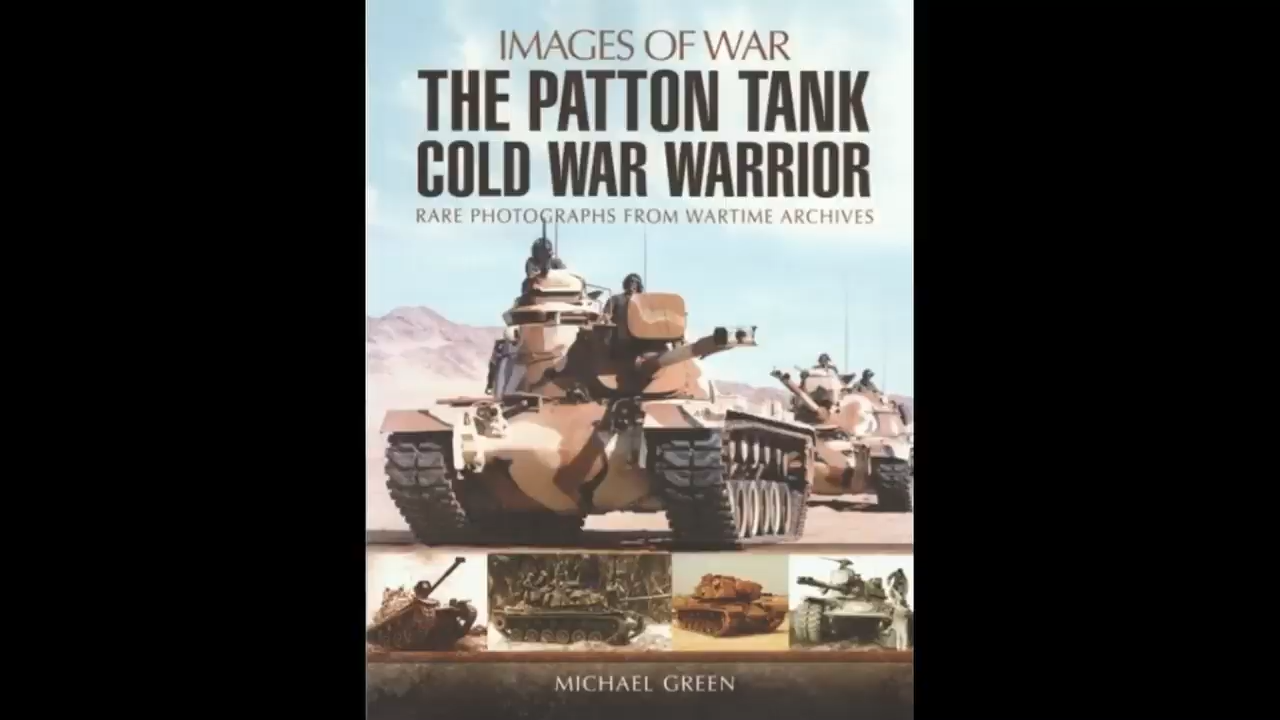 IMAGES OF WAR
THE PATTON TANK
COLD WAR WARRIOR
RARE PHOTOGRAPHS FROM WARTIME ARCHIVES
MICHAEL GREEN